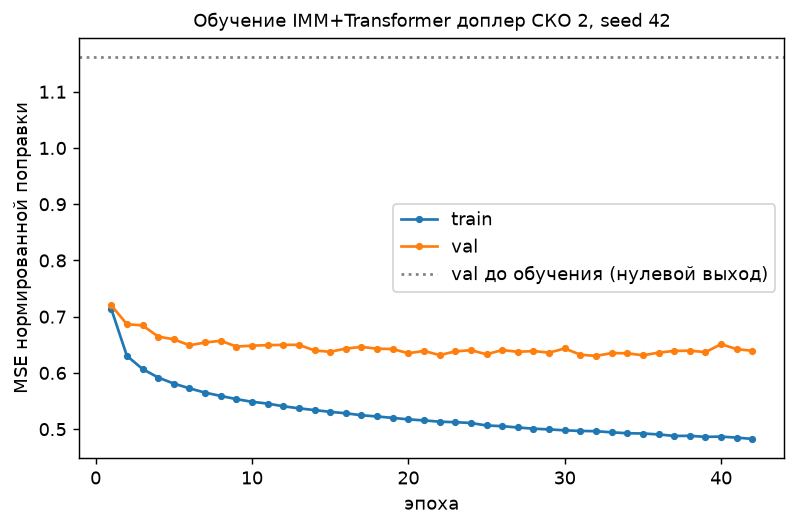 Обучение IMM+Transformer доплер СКО 2, seed 42
MSE нормированной поправки
1.1
1.0
0.9
0.8
0.7
0.6
0.5
train
val
val до обучения (нулевой выход)
0
10
20
30
40
эпоха